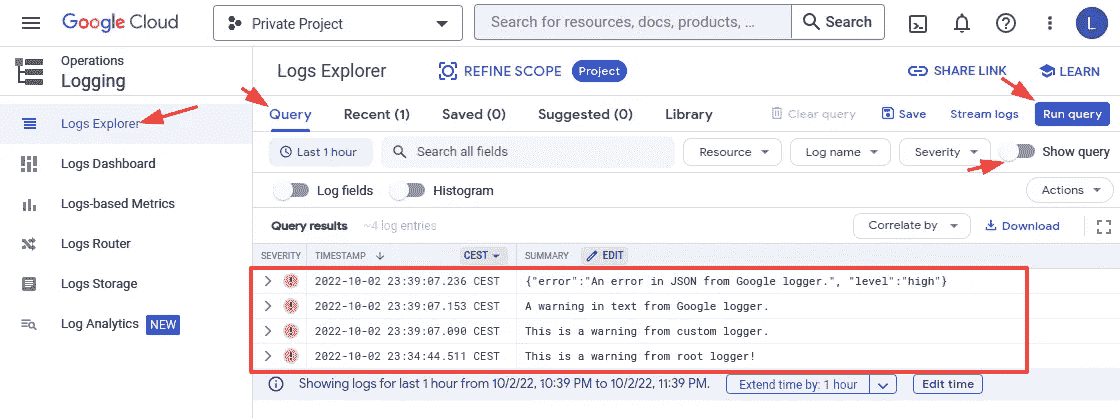 Google Cloud
Private Project
Search for resources, docs, products, ...
Search
L
Operations
Logging
Logs Explorer
Logs Dashboard
Logs-based Metrics
Logs Router
Logs Storage
Log Analytics NEW
Logs Explorer
REFINE SCOPE
Project
SHARE LINK
LEARN
Query Recent (1) Saved (0) Suggested (0) Library
Clear query Save Stream logs Run query
Last 1 hour
Search all fields
Resource Log name Severity Show query
Log fields Histogram
Actions
Query results ~4 log entries
Correlate by Download
SEVERITY TIMESTAMP CEST SUMMARY EDIT
2022-10-02 23:39:07.236 CEST {"error":"An error in JSON from Google logger.", "level":"high"}
2022-10-02 23:39:07.153 CEST A warning in text from Google logger.
2022-10-02 23:39:07.090 CEST This is a warning from custom logger.
2022-10-02 23:34:44.511 CEST This is a warning from root logger!
Showing logs for last 1 hour from 10/2/22, 10:39 PM to 10/2/22, 11:39 PM. Extend time by: 1 hour Edit time